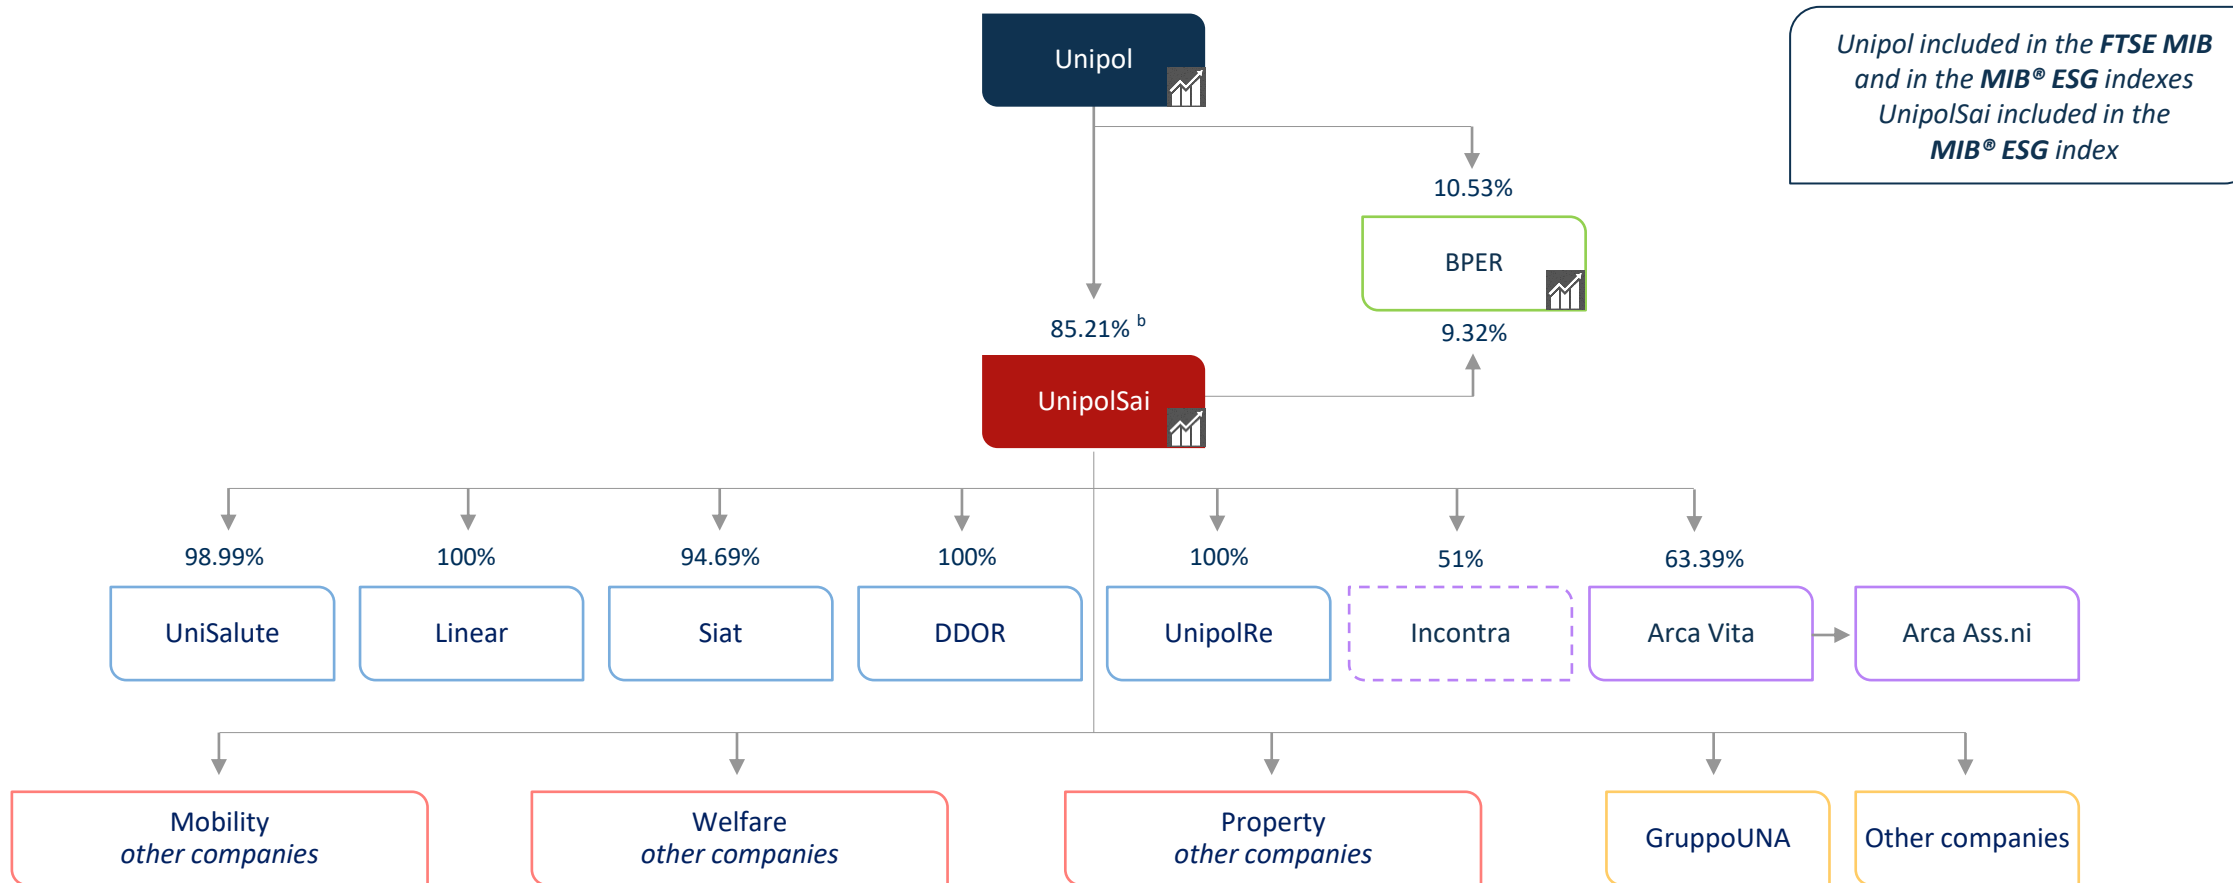 Unipol
Unipol included in the FTSE MIB
and in the MIB® ESG indexes
UnipolSai included in the
MIB® ESG index
10.53%
BPER
9.32%
85.21% b
UnipolSai
98.99%
100%
94.69%
100%
100%
51%
63.39%
UniSalute
Linear
Siat
DDOR
UnipolRe
Incontra
Arca Vita
Arca Ass.ni
Mobility
other companies
Welfare
other companies
Property
other companies
GruppoUNA
Other companies